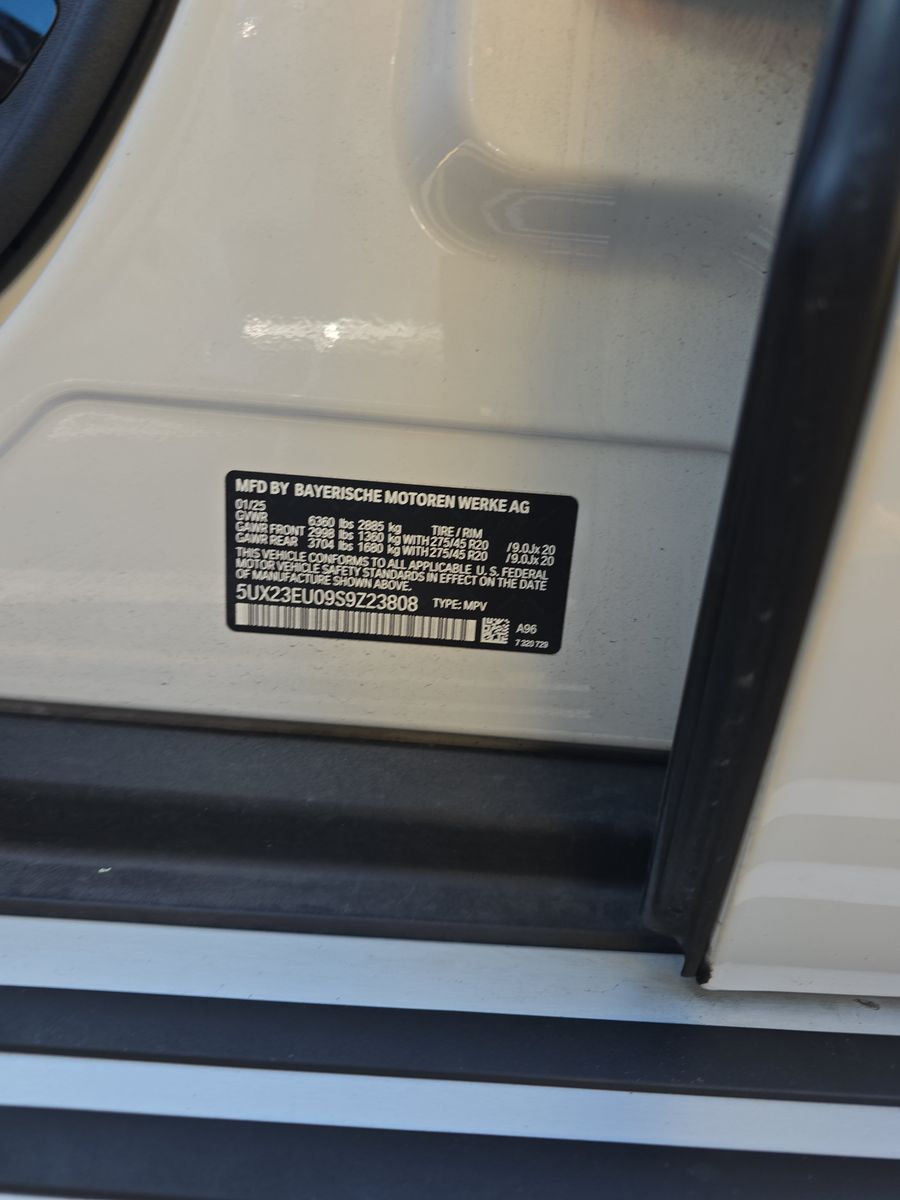 MFD BY BAYERISCHE MOTOREN WERKE AG
01/25
GVWR 6360 lbs 2885 kg TIRE / RIM
GAWR FRONT 2998 lbs 1360 kg WITH 275/45 R20 / 9.0Jx 20
GAWR REAR 3704 lbs 1680 kg WITH 275/45 R20 / 9.0Jx 20
THIS VEHICLE CONFORMS TO ALL APPLICABLE U. S. FEDERAL
MOTOR VEHICLE SAFETY STANDARDS IN EFFECT ON THE DATE
OF MANUFACTURE SHOWN ABOVE.
5UX23EU09S9Z23808 TYPE: MPV
A96
7 320 729